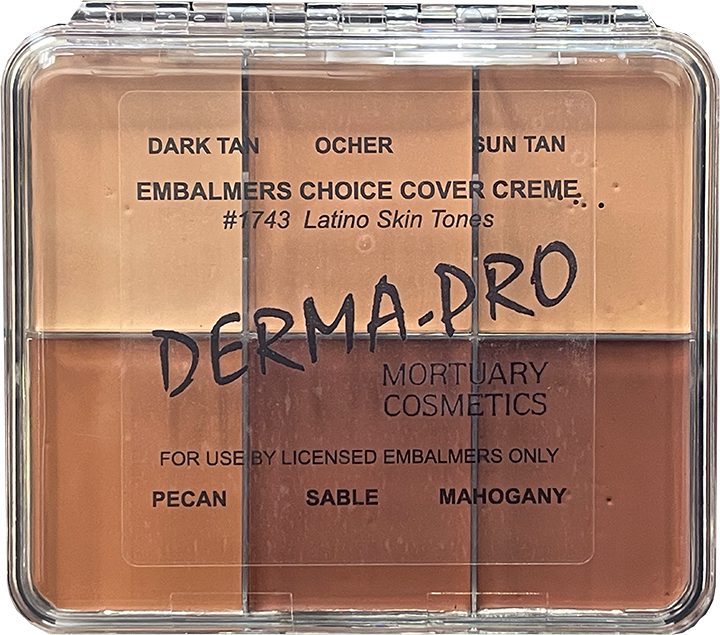 DARK TAN OCHER SUN TAN
EMBALMERS CHOICE COVER CREME
#1743 Latino Skin Tones
DERMA-PRO
MORTUARY
COSMETICS
FOR USE BY LICENSED EMBALMERS ONLY
PECAN SABLE MAHOGANY